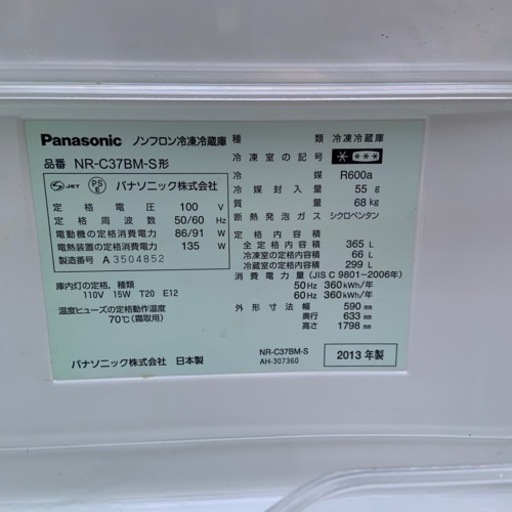 Panasonic ノンフロン冷凍冷蔵庫
品番 NR-C37BM-S形
JET PS E パナソニック株式会社
定格電圧 100 V
定格周波数 50/60 Hz
電動機の定格消費電力 86/91 W
電熱装置の定格消費電力 135 W
製造番号 A 3504852
庫内灯の定格、種類
110V 15W T20 E12
温度ヒューズの定格動作温度
70℃(霜取用)
パナソニック株式会社 日本製
種類 冷凍冷蔵庫
冷凍室の記号
冷媒 R600a
冷媒封入量 55 g
質量 68 kg
断熱発泡ガス シクロペンタン
定格内容積
全定格内容積 365 L
冷凍室の定格内容積 66 L
冷蔵室の定格内容積 299 L
消費電力量 (JIS C 9801-2006年)
50Hz 360 kWh/年
60Hz 360 kWh/年
外形寸法 幅 590 mm
奥行 633 mm
高さ 1798 mm
NR-C37BM-S
AH-307360
2013 年製